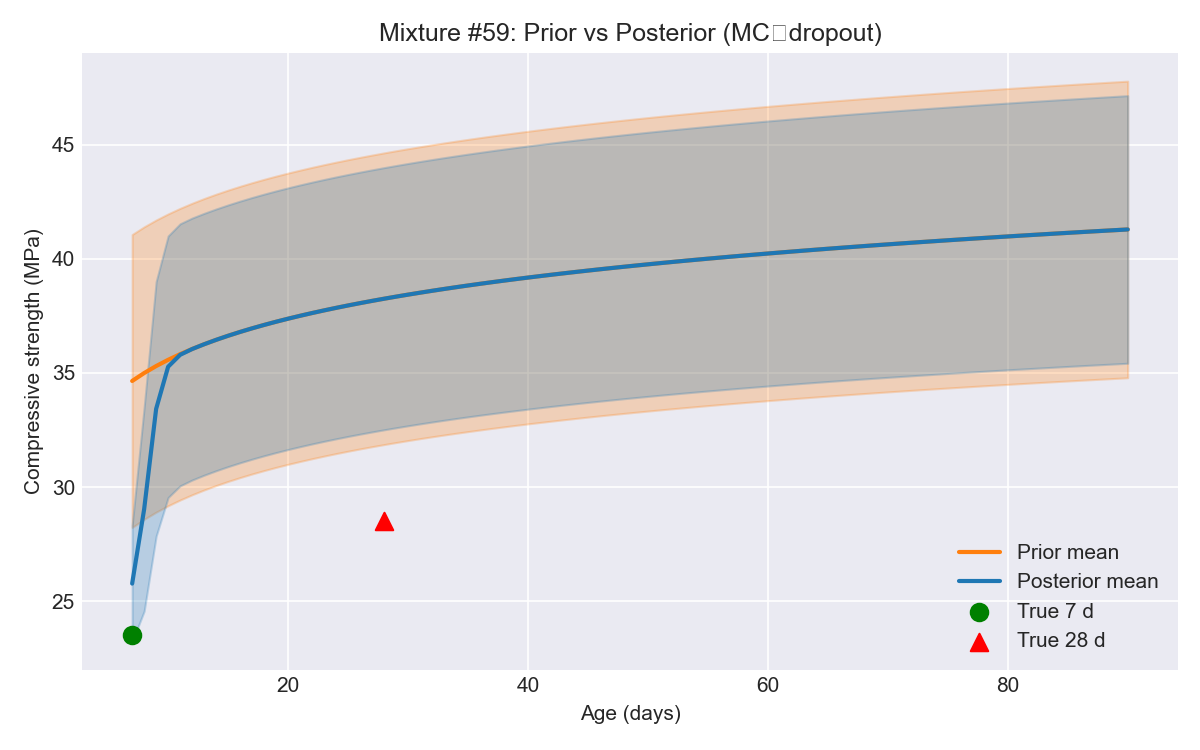 Mixture #59: Prior vs Posterior (MC□dropout)
Compressive strength (MPa)
45
40
35
30
25
Prior mean
Posterior mean
True 7 d
True 28 d
20
40
60
80
Age (days)